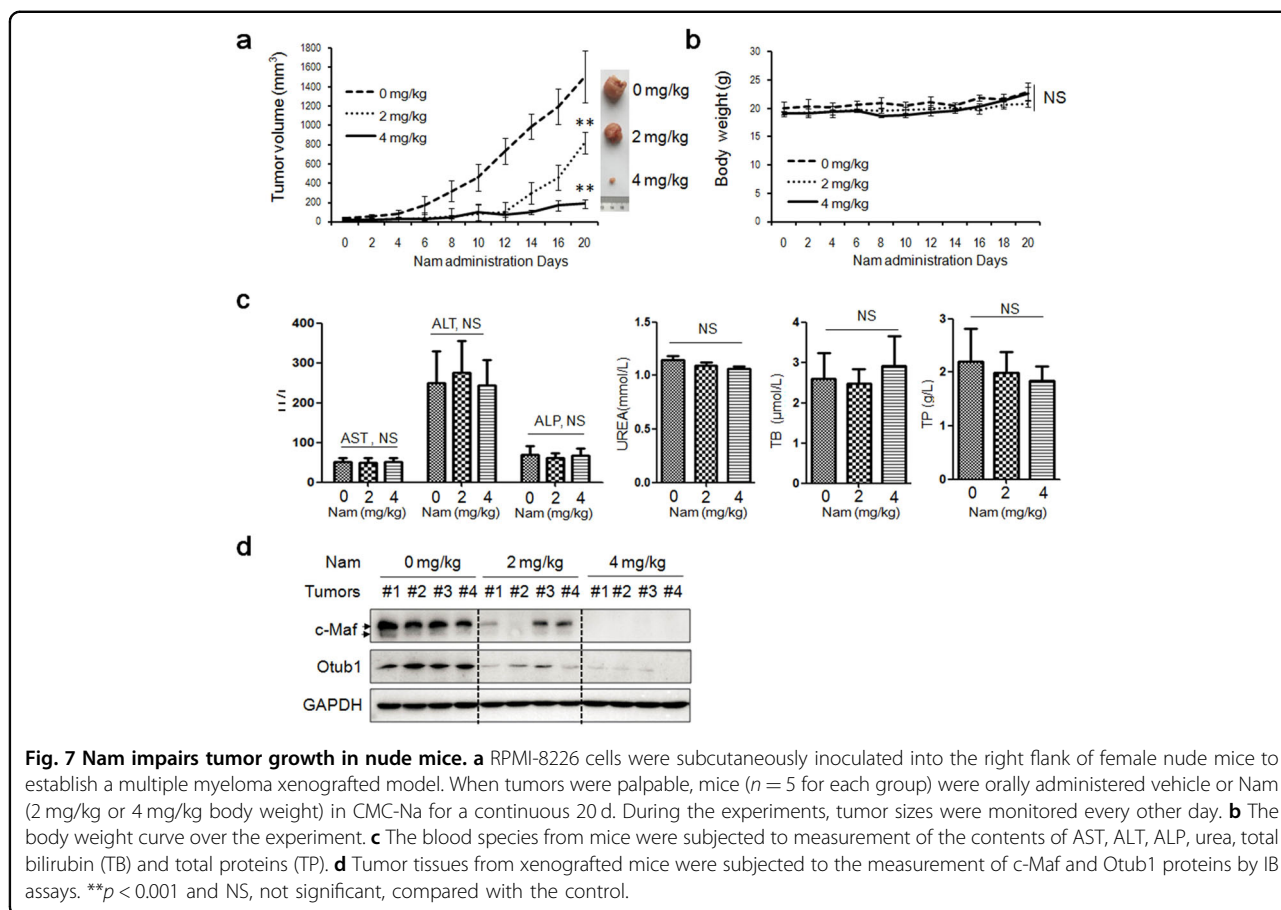 a
Tumor volume (mm³)
1800
1600
1400
1200
1000
800
600
400
200
0
0 mg/kg
2 mg/kg
4 mg/kg
**
**
0 mg/kg
2 mg/kg
4 mg/kg
0 2 4 6 8 10 12 14 16 18 20
Nam administration Days
b
Body weight (g)
30
25
20
15
10
5
0
NS
0 mg/kg
2 mg/kg
4 mg/kg
0 2 4 6 8 10 12 14 16 18 20
Nam administration Days
c
400
300
200
100
0
AST , NS
ALT, NS
ALP, NS
0 2 4 0 2 4 0 2 4
Nam (mg/kg) Nam (mg/kg) Nam (mg/kg)
UREA(mmol/L)
1.5
1.0
0.5
0.0
NS
0 2 4
Nam (mg/kg)
TB (μmol/L)
4
3
2
1
0
NS
0 2 4
Nam (mg/kg)
TP (g/L)
3
2
1
0
NS
0 2 4
Nam (mg/kg)
d
Nam 0 mg/kg 2 mg/kg 4 mg/kg
Tumors #1 #2 #3 #4 #1 #2 #3 #4 #1 #2 #3 #4
c-Maf
Otub1
GAPDH
Fig. 7 Nam impairs tumor growth in nude mice. a RPMI-8226 cells were subcutaneously inoculated into the right flank of female nude mice to
establish a multiple myeloma xenografted model. When tumors were palpable, mice (n = 5 for each group) were orally administered vehicle or Nam
(2 mg/kg or 4 mg/kg body weight) in CMC-Na for a continuous 20 d. During the experiments, tumor sizes were monitored every other day. b The
body weight curve over the experiment. c The blood species from mice were subjected to measurement of the contents of AST, ALT, ALP, urea, total
bilirubin (TB) and total proteins (TP). d Tumor tissues from xenografted mice were subjected to the measurement of c-Maf and Otub1 proteins by IB
assays. **p < 0.001 and NS, not significant, compared with the control.